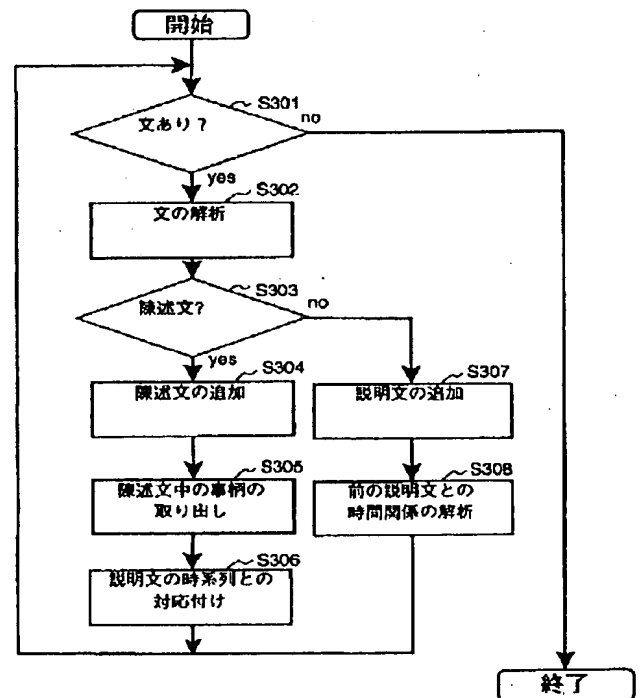 開始
S301
文あり?
no
yes
S302
文の解析
S303
陳述文?
no
yes
S304
陳述文の追加
S307
説明文の追加
S305
陳述文中の事柄の
取り出し
S308
前の説明文との
時間関係の解析
S306
説明文の時系列との
対応付け
終了